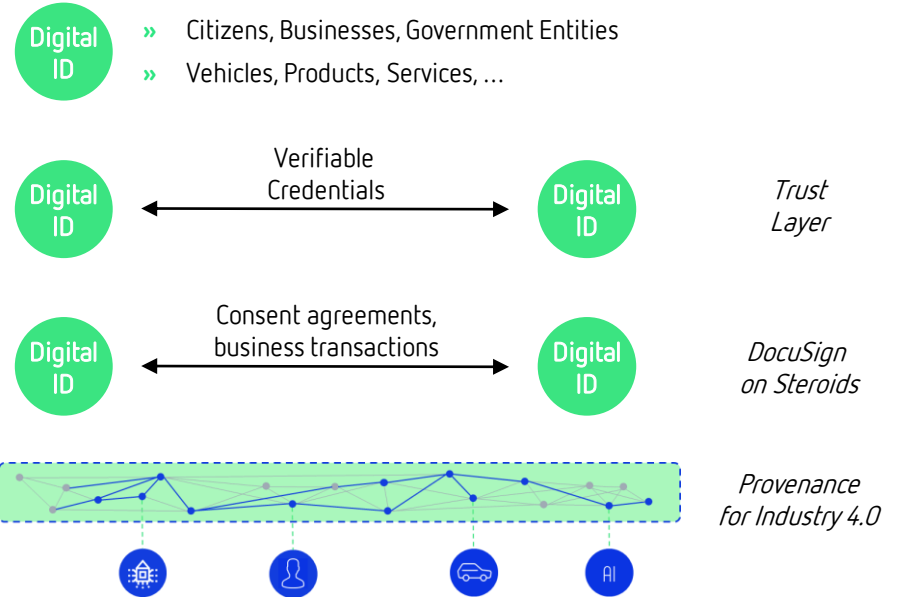 Digital
ID
» Citizens, Businesses, Government Entities
» Vehicles, Products, Services, ...
Digital
ID
Verifiable
Credentials
Digital
ID
Trust
Layer
Digital
ID
Consent agreements,
business transactions
Digital
ID
DocuSign
on Steroids
Provenance
for Industry 4.0
AI